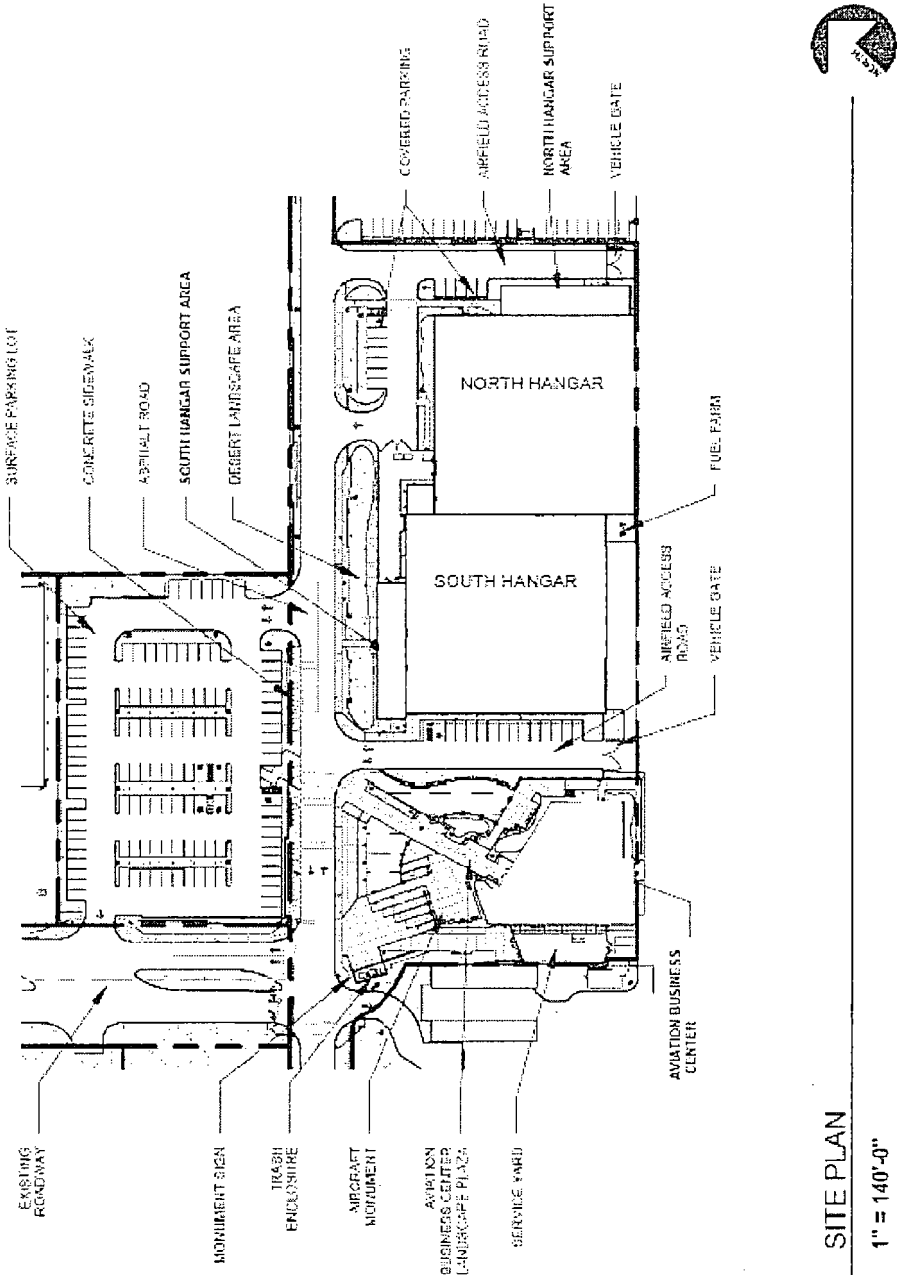 SURFACE PARKING LOT
CONCRETE SIDEWALK
ASPHALT ROAD
SOUTH HANGAR SUPPORT AREA
DESERT LANDSCAPE AREA
COVERED PARKING
AIRFIELD ACCESS ROAD
NORTH HANGAR SUPPORT
AREA
VEHICLE GATE
NORTH HANGAR
SOUTH HANGAR
FUEL FARM
AIRFIELD ACCESS
ROAD
VEHICLE GATE
EXISTING
ROADWAY
MONUMENT SIGN
TRASH
ENCLOSURE
AIRCRAFT
MONUMENT
AVIATION
BUSINESS CENTER
LANDSCAPE PLAZA
SERVICE YARD
AVIATION BUSINESS
CENTER
SITE PLAN
1" = 140'-0"
NORTH